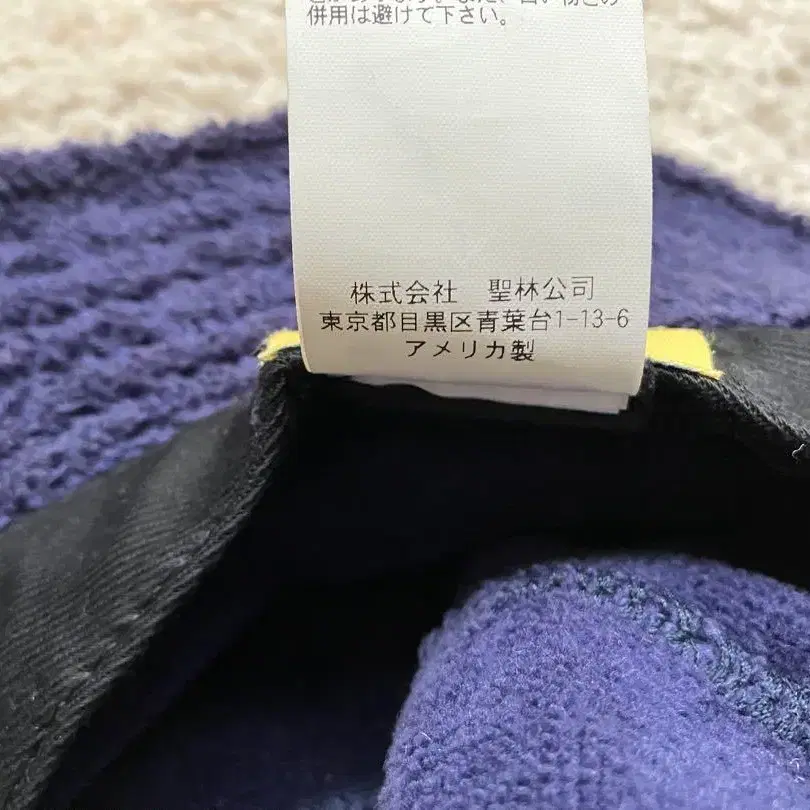 併用は避けて下さい。
株式会社 聖林公司
東京都目黒区青葉台1-13-6
アメリカ製